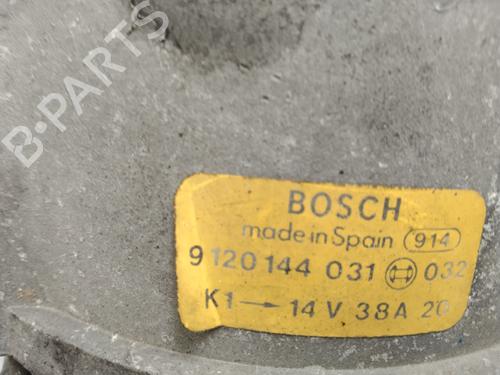 B-PARTS
BOSCH
made in Spain 914
9 120 144 031 032
K1 → 14 V 38A 20